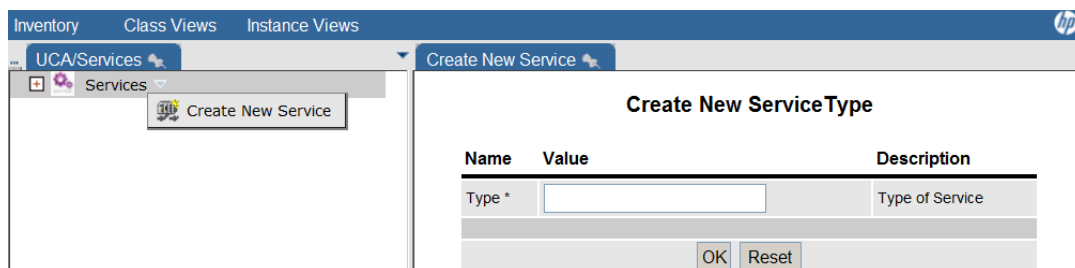 Inventory Class Views Instance Views hp
... UCA/Services Create New Service
Services
Create New Service
Create New ServiceType
Name Value Description
Type * Type of Service
OK Reset